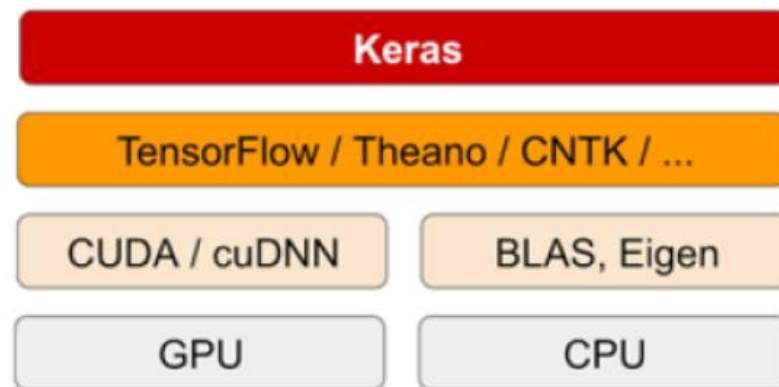 Keras
TensorFlow / Theano / CNTK / ...
CUDA / cuDNN
BLAS, Eigen
GPU
CPU